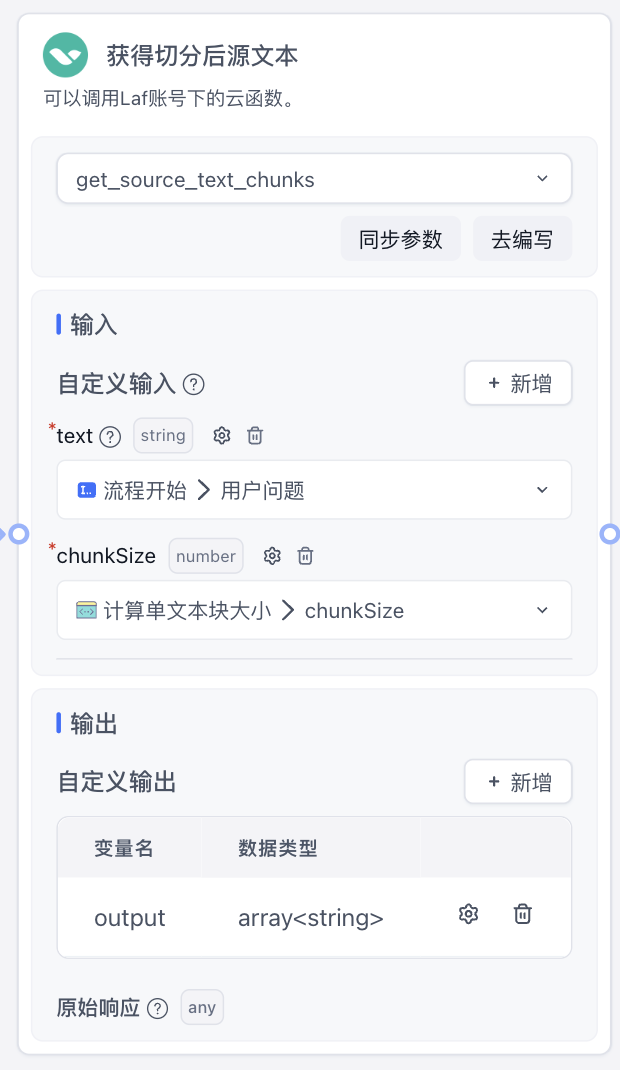 获得切分后源文本
可以调用Laf账号下的云函数。
get_source_text_chunks
同步参数 去编写
输入
自定义输入 ? + 新增
*text ? string
I.. 流程开始 > 用户问题
*chunkSize number
<·> 计算单文本块大小 > chunkSize
输出
自定义输出 + 新增
变量名 数据类型
output array<string>
原始响应 ? any